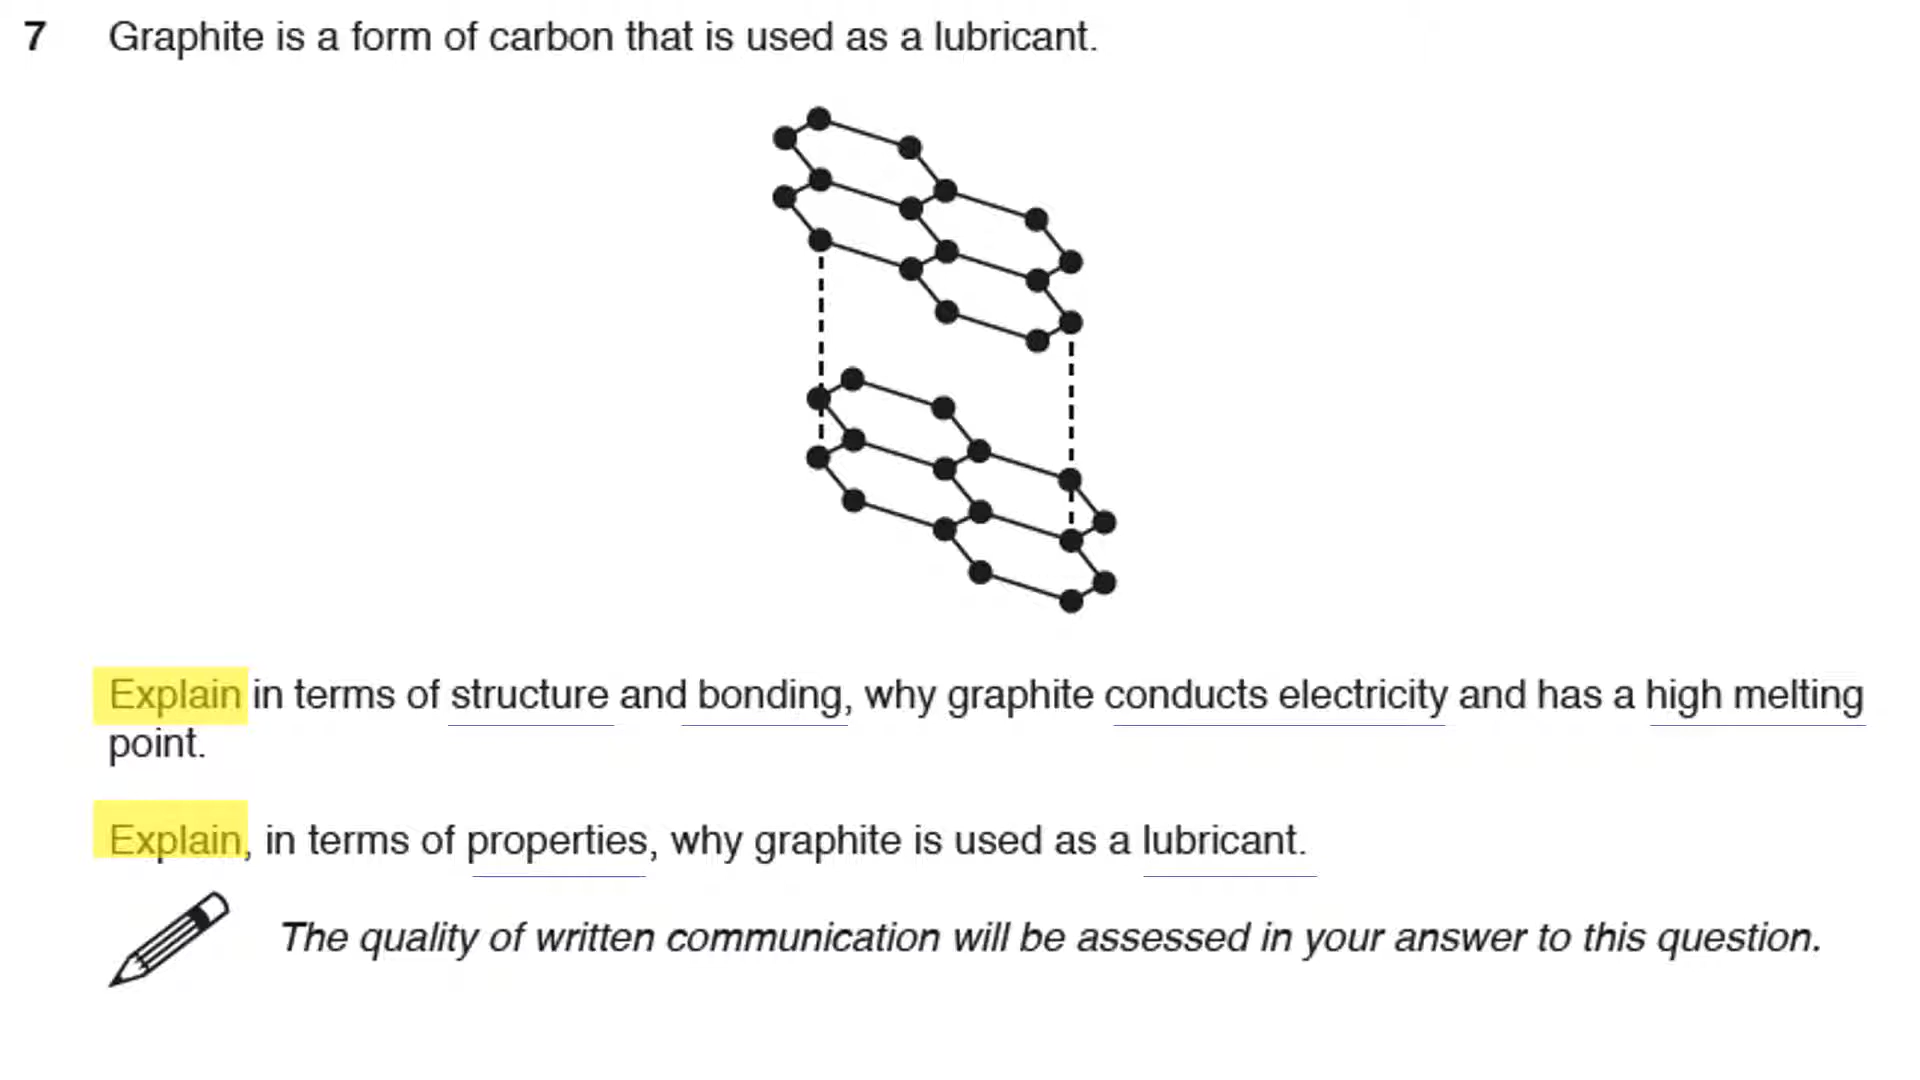 7 Graphite is a form of carbon that is used as a lubricant.
Explain in terms of structure and bonding, why graphite conducts electricity and has a high melting
point.
Explain, in terms of properties, why graphite is used as a lubricant.
The quality of written communication will be assessed in your answer to this question.